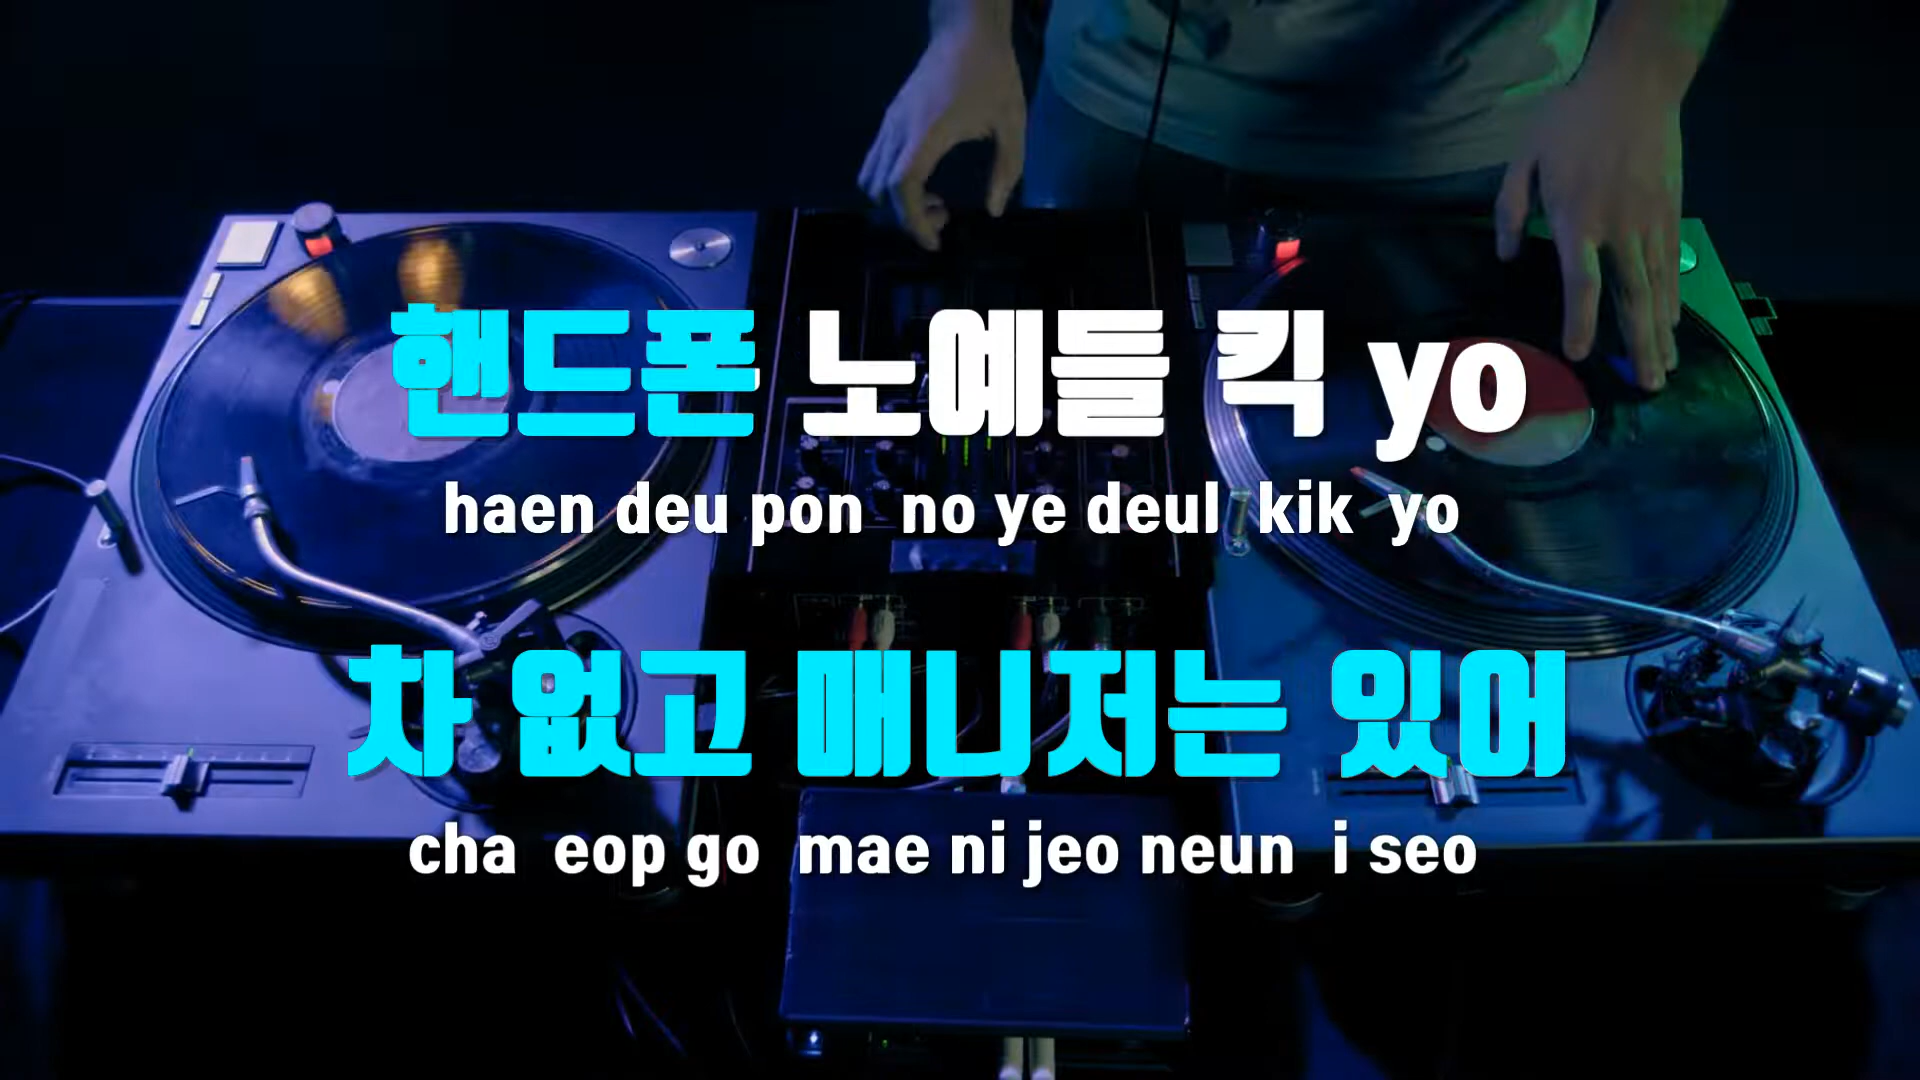 핸드폰 노예들 킥 yo
haen deu pon no ye deul kik yo
차 없고 매니저는 있어
cha eop go mae ni jeo neun i seo